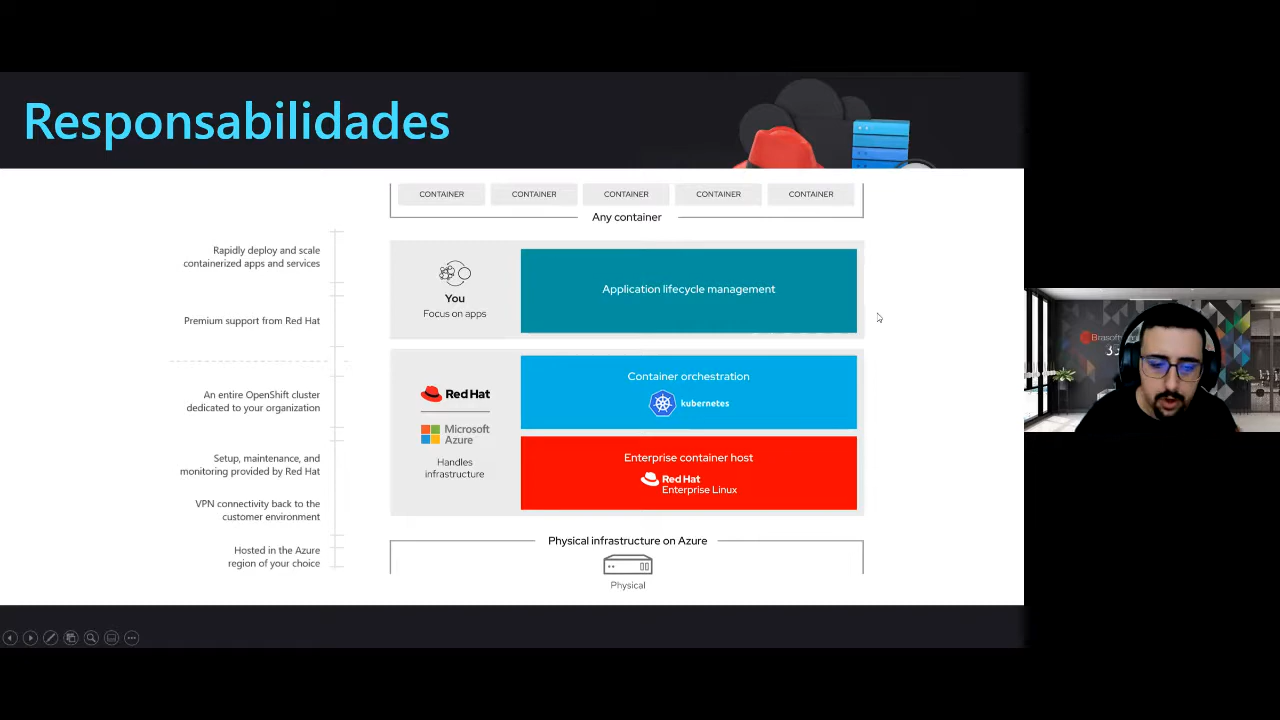 Responsabilidades
CONTAINER CONTAINER CONTAINER CONTAINER CONTAINER
Any container
Rapidly deploy and scale
containerized apps and services
Premium support from Red Hat
An entire OpenShift cluster
dedicated to your organization
Setup, maintenance, and
monitoring provided by Red Hat
VPN connectivity back to the
customer environment
Hosted in the Azure
region of your choice
You
Focus on apps
Application lifecycle management
Red Hat
Microsoft
Azure
Handles
infrastructure
Container orchestration
kubernetes
Enterprise container host
Red Hat
Enterprise Linux
Physical infrastructure on Azure
Physical